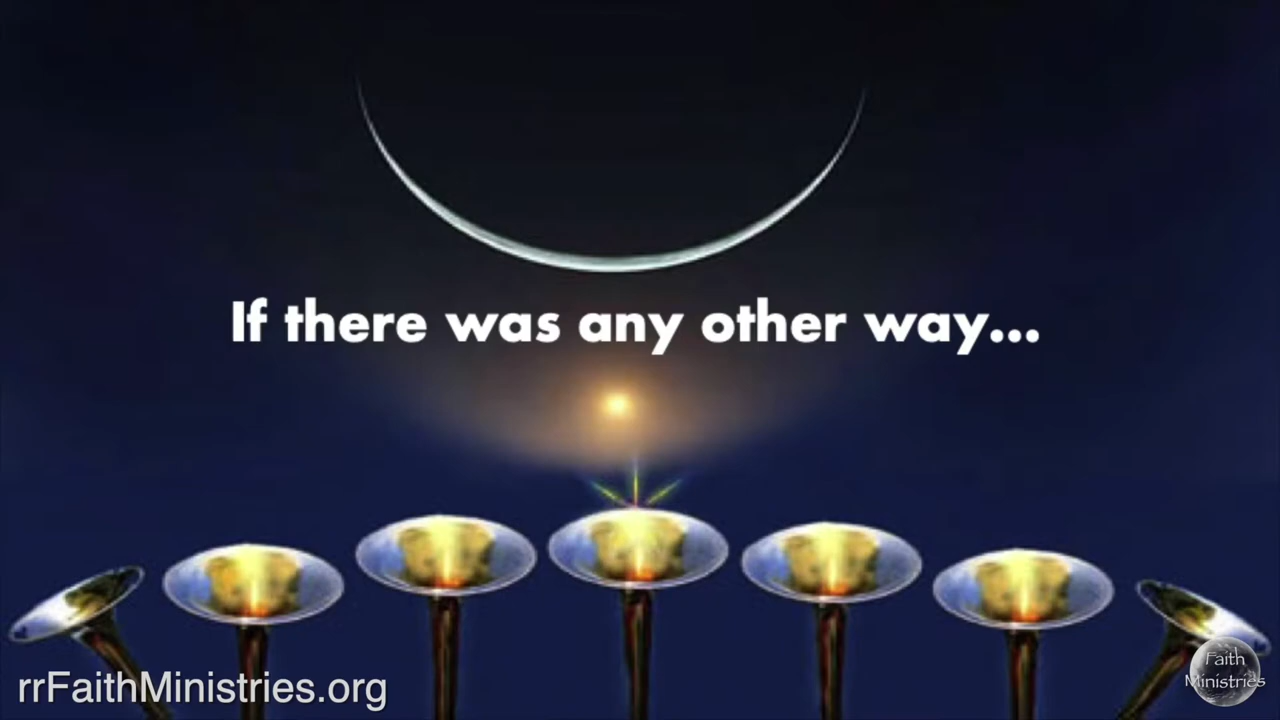 If there was any other way...
rrFaithMinistries.org
Faith
Ministries